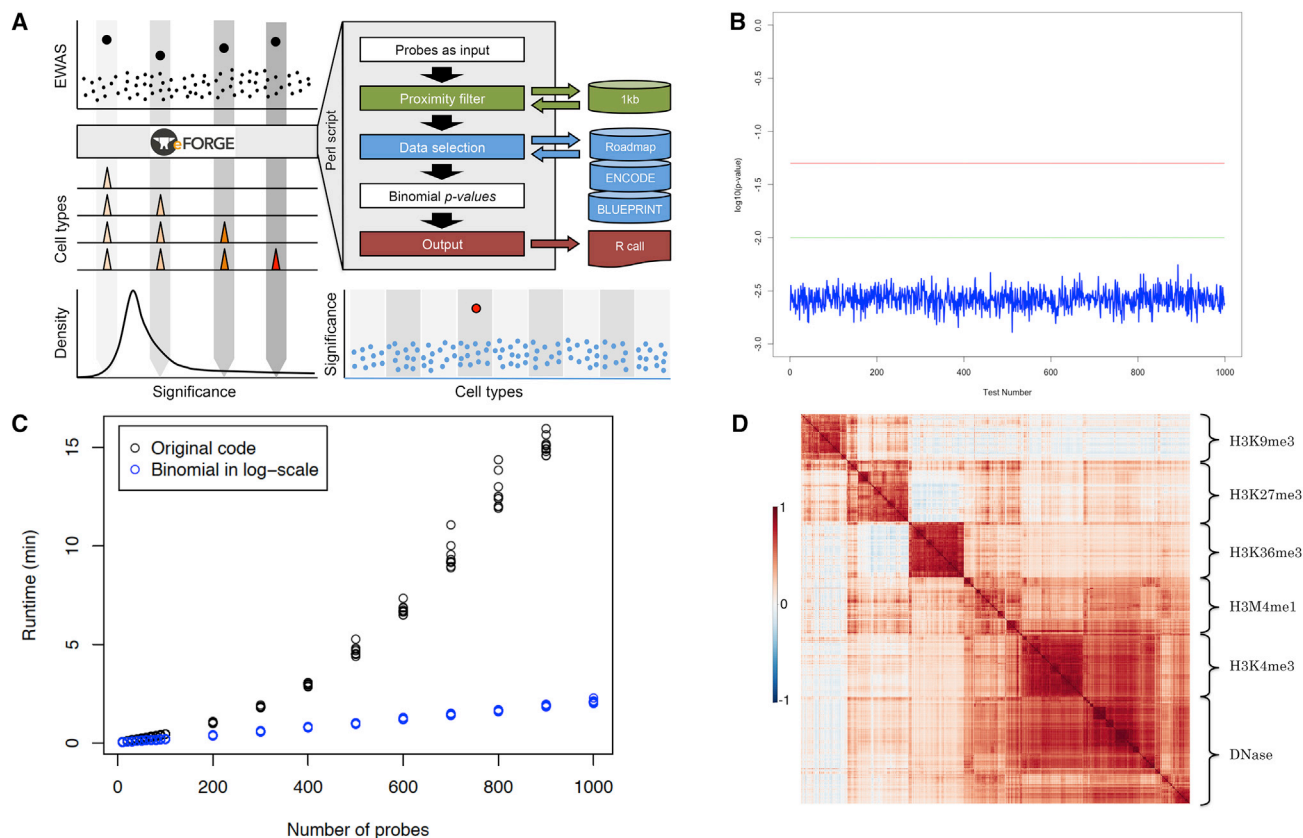 A
EWAS
eFORGE
Cell types
Density
Significance
Perl script
Probes as input
Proximity filter
1kb
Data selection
Roadmap
ENCODE
BLUEPRINT
Binomial p-values
Output
R call
Significance
Cell types
B
log10(p-value)
0.0
-0.5
-1.0
-1.5
-2.0
-2.5
-3.0
0
200
400
600
800
1000
Test Number
C
Original code
Binomial in log-scale
Runtime (min)
15
10
5
0
0
200
400
600
800
1000
Number of probes
D
1
0
-1
H3K9me3
H3K27me3
H3K36me3
H3M4me1
H3K4me3
DNase